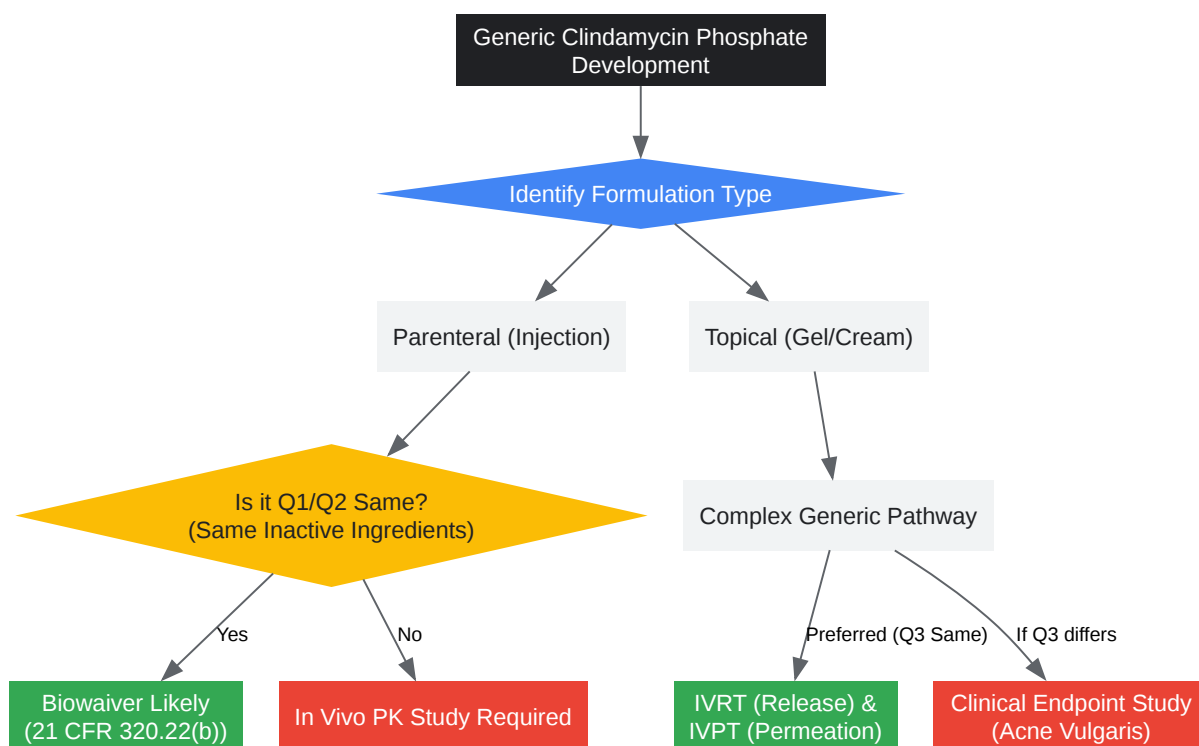 Generic Clindamycin Phosphate
Development
Identify Formulation Type
Parenteral (Injection)
Topical (Gel/Cream)
Is it Q1/Q2 Same?
(Same Inactive Ingredients)
Complex Generic Pathway
Yes
No
Preferred (Q3 Same)
If Q3 differs
Biowaiver Likely
(21 CFR 320.22(b))
In Vivo PK Study Required
IVRT (Release) &
IVPT (Permeation)
Clinical Endpoint Study
(Acne Vulgaris)